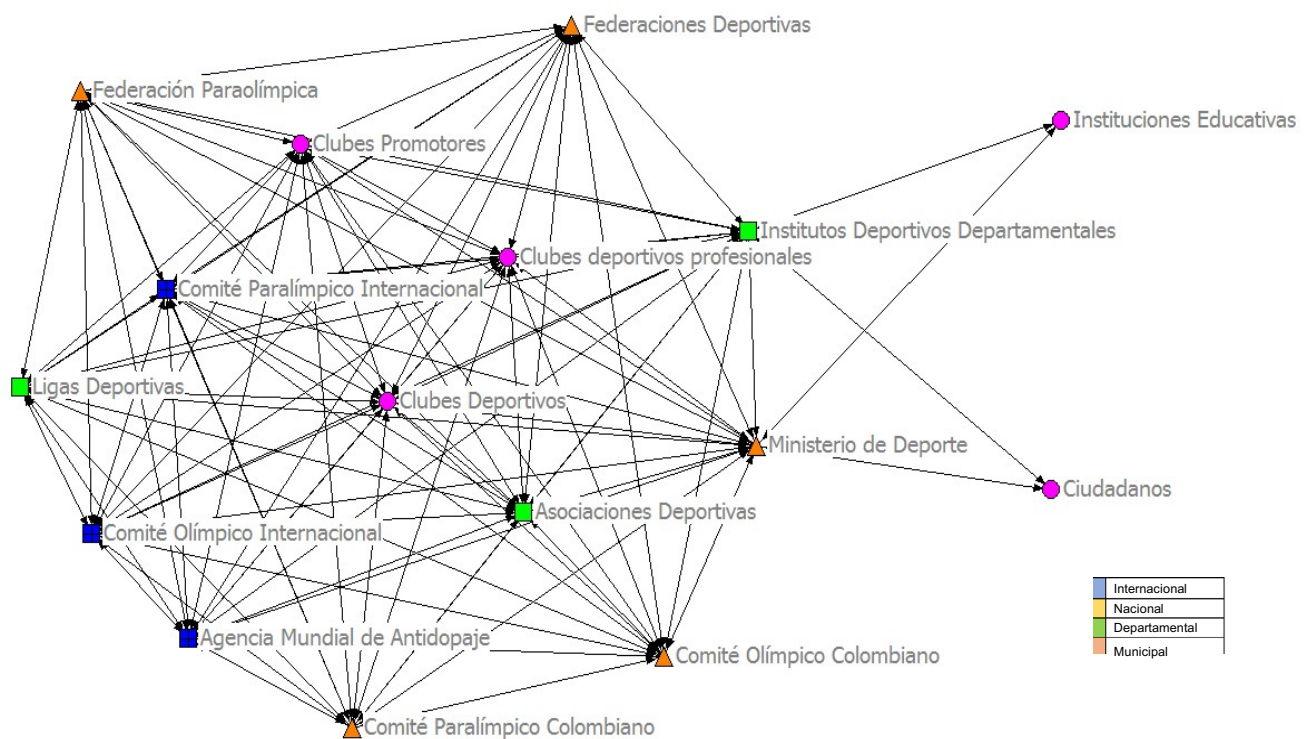 Federaciones Deportivas
Federación Paraolímpica
Instituciones Educativas
Clubes Promotores
Institutos Deportivos Departamentales
Clubes deportivos profesionales
Comité Paralímpico Internacional
Ligas Deportivas
Clubes Deportivos
Ministerio de Deporte
Ciudadanos
Asociaciones Deportivas
Comité Olímpico Internacional
Agencia Mundial de Antidopaje
Comité Olímpico Colombiano
Comité Paralímpico Colombiano
Internacional
Nacional
Departamental
Municipal